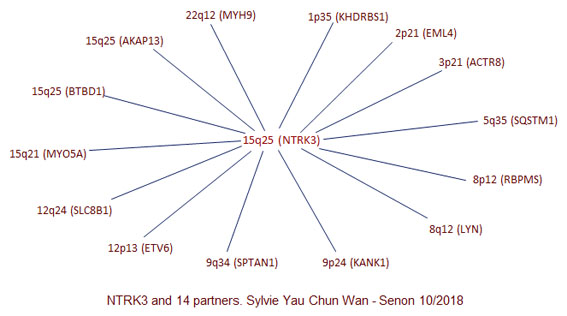 22q12 (MYH9)
1p35 (KHDRBS1)
2p21 (EML4)
15q25 (AKAP13)
3p21 (ACTR8)
15q25 (BTBD1)
5q35 (SQSTM1)
15q25 (NTRK3)
15q21 (MYO5A)
8p12 (RBPMS)
12q24 (SLC8B1)
8q12 (LYN)
12p13 (ETV6)
9q34 (SPTAN1)
9p24 (KANK1)
NTRK3 and 14 partners. Sylvie Yau Chun Wan - Senon 10/2018